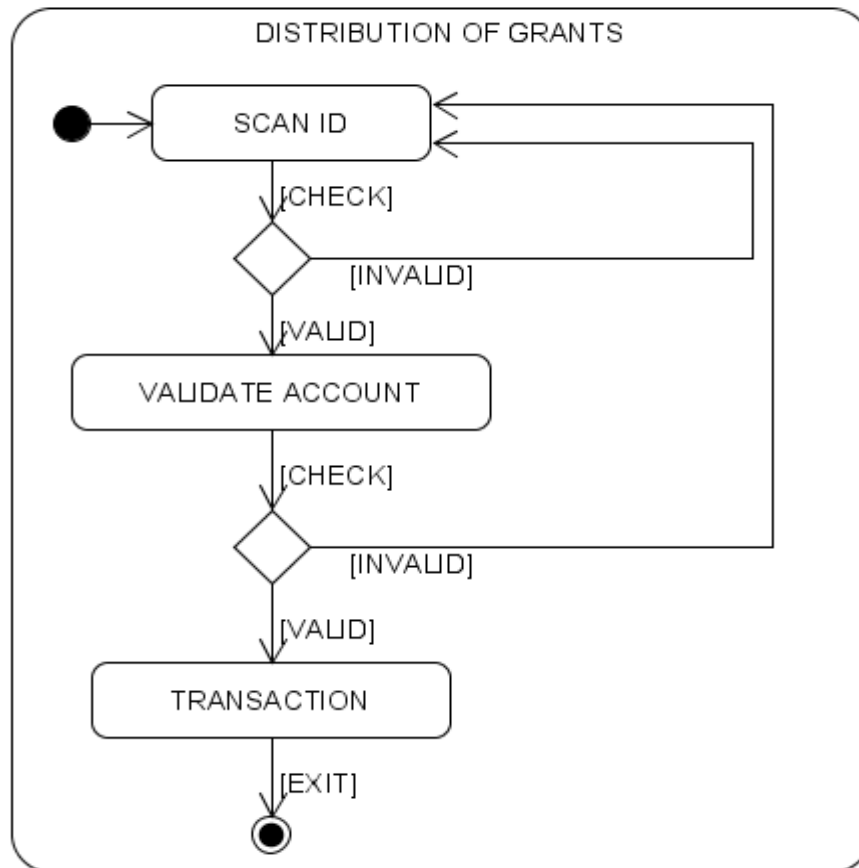 DISTRIBUTION OF GRANTS
SCAN ID
[CHECK]
[INVALID]
[VALID]
VALIDATE ACCOUNT
[CHECK]
[INVALID]
[VALID]
TRANSACTION
[EXIT]